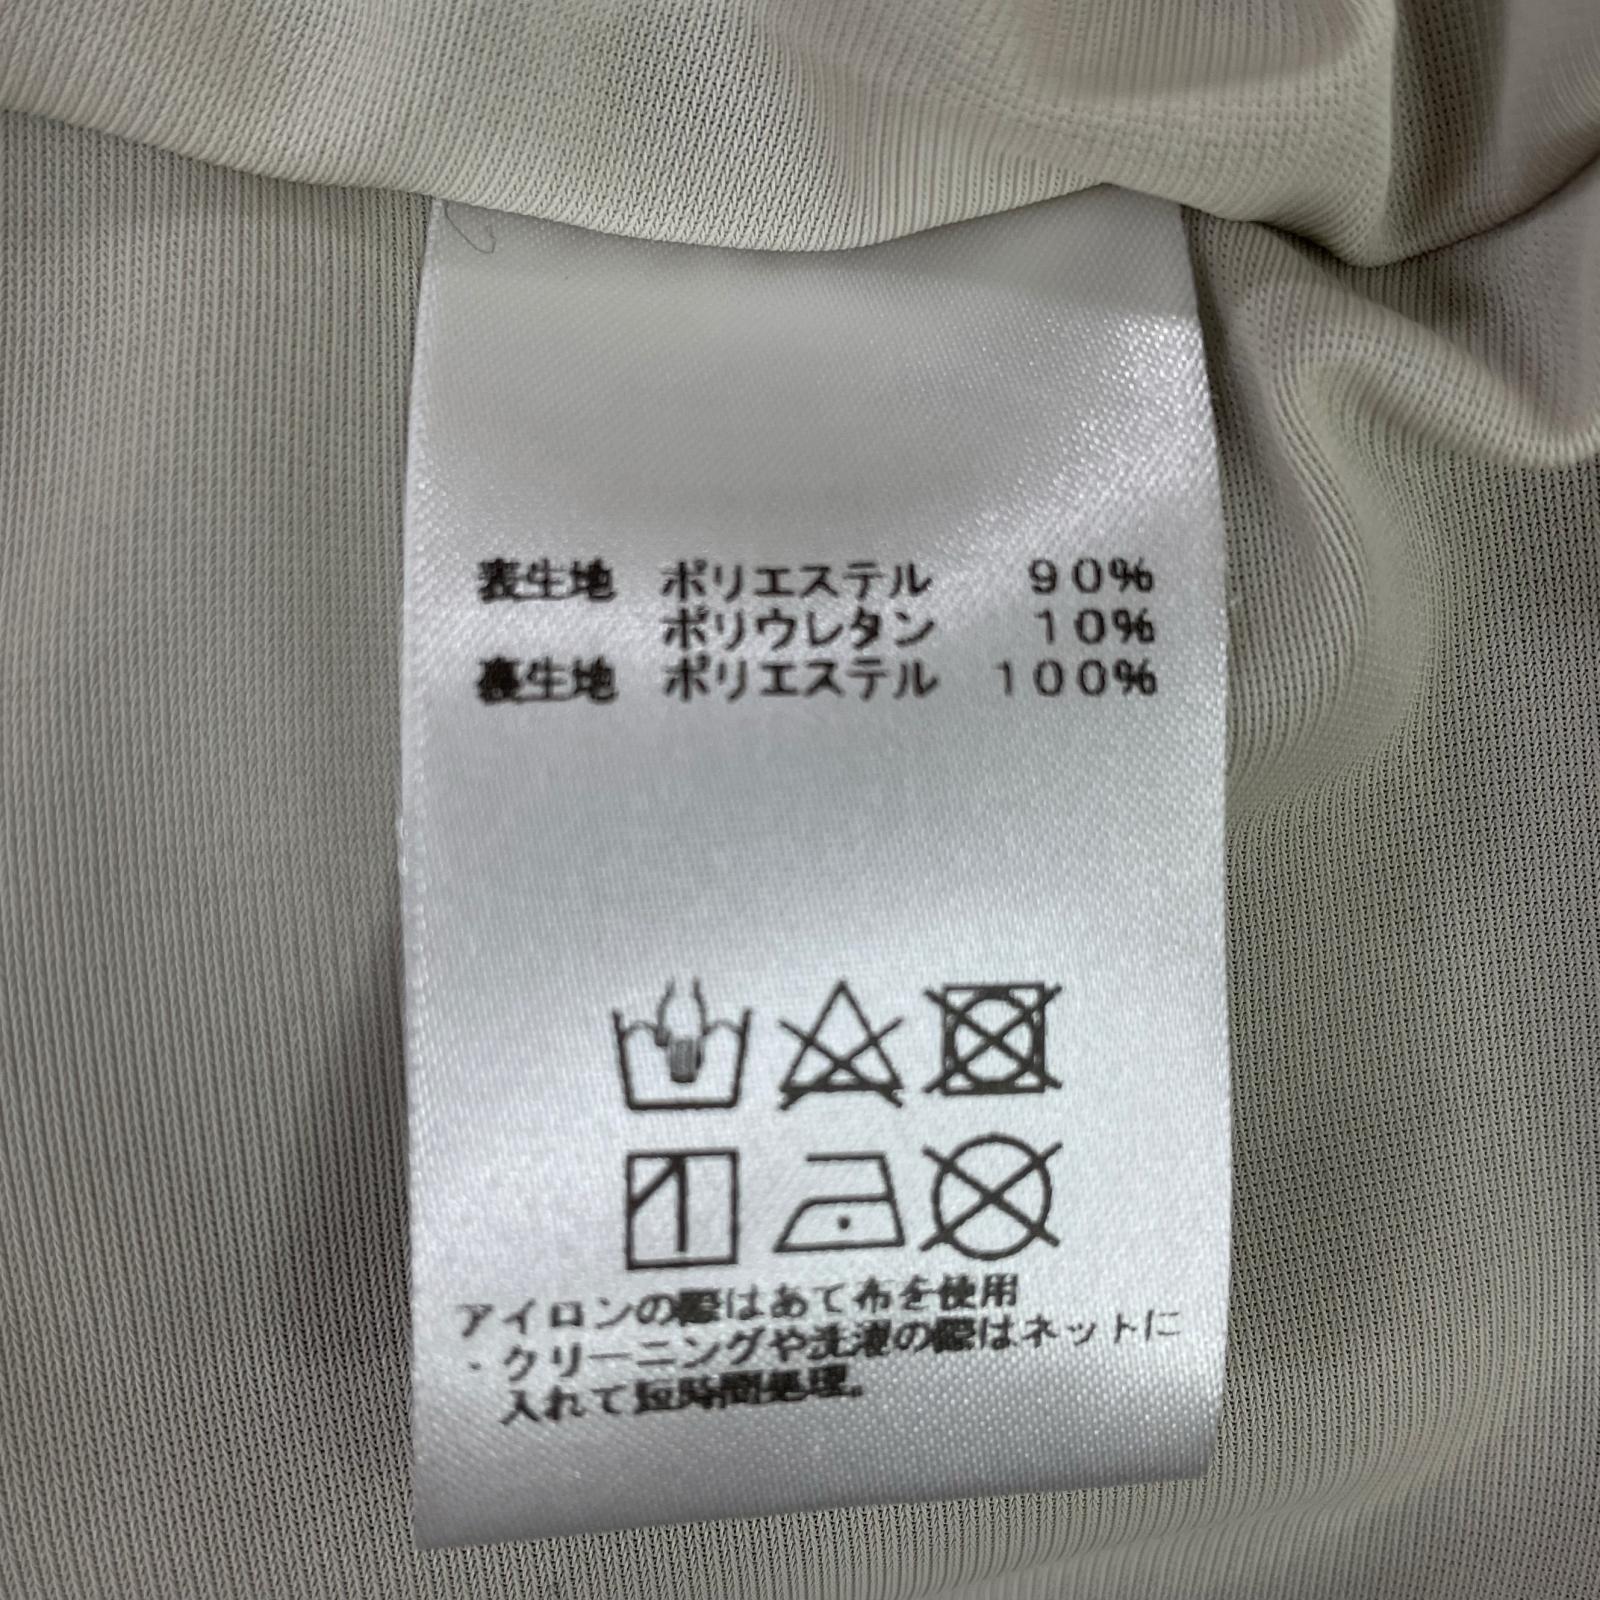 表生地 ポリエステル 90%
ポリウレタン 10%
裏生地 ポリエステル 100%
アイロンの際はあて布を使用
・クリーニングや洗濯の際はネットに
入れて短時間処理。